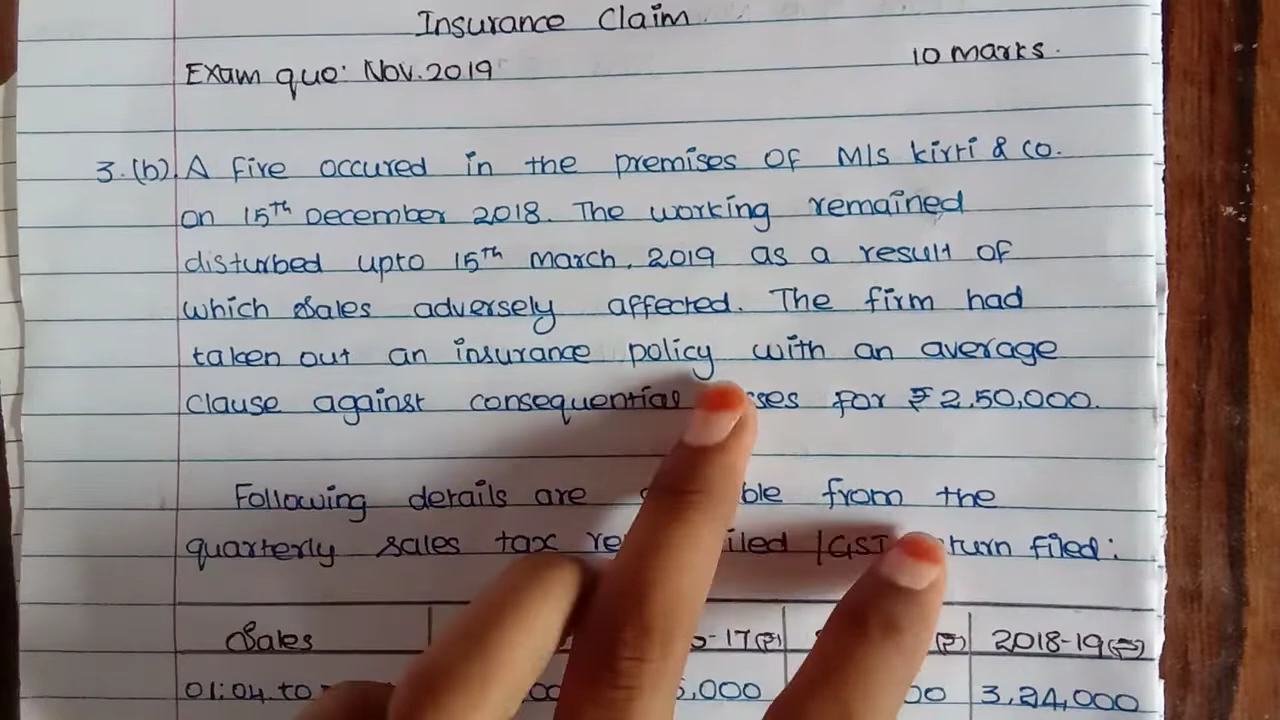 Insurance Claim
Exam que: Nov. 2019 10 marks.
3.(b) A fire occured in the premises of M/s kirti & co.
on 15th December 2018. The working remained
disturbed upto 15th march, 2019 as a result of
which sales adversely affected. The firm had
taken out an insurance policy with an average
clause against consequential for ₹ 2,50,000.
Following details are from the
quarterly sales tax filed /GST filed:
Sales 2018-19(₹)
01.04 to 3,24,000